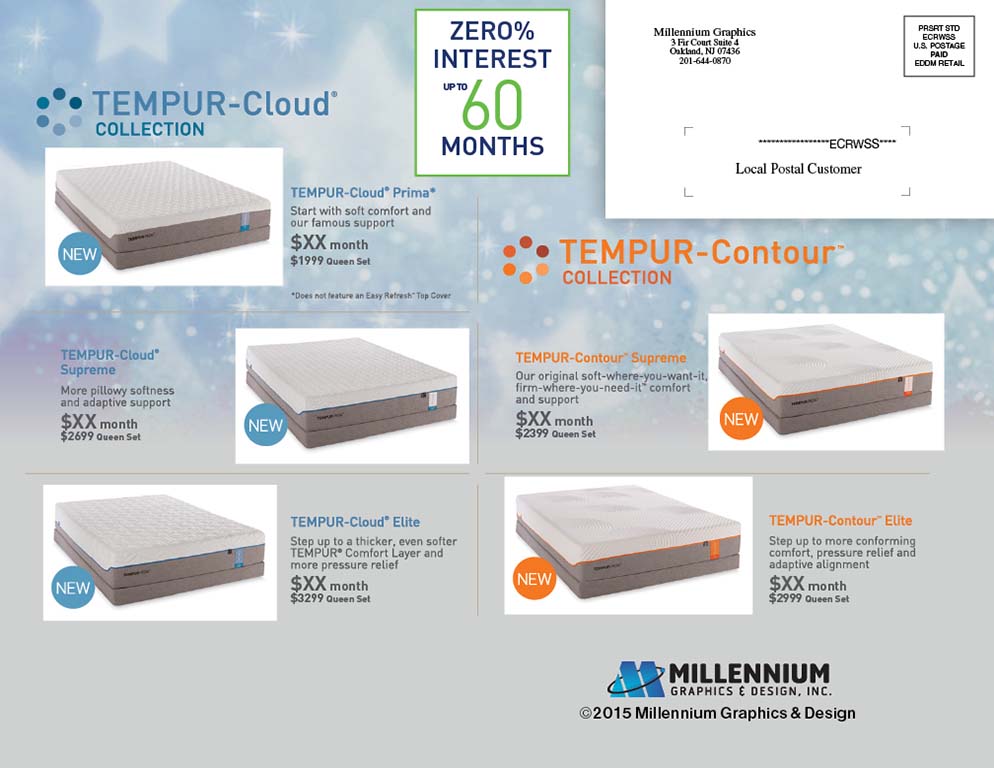 ZERO%
INTEREST
UP TO
60
MONTHS
Millennium Graphics
3 Fir Court Suite 4
Oakland, NJ 07436
201-644-0870
PRSRT STD
ECRWSS
U.S. POSTAGE
PAID
EDDM RETAIL
*****************ECRWSS****
Local Postal Customer
TEMPUR-Cloud®
COLLECTION
TEMPUR-Cloud® Prima*
Start with soft comfort and
our famous support
$XX month
$1999 Queen Set
NEW
*Does not feature an Easy Refresh™ Top Cover
TEMPUR-Cloud®
Supreme
More pillowy softness
and adaptive support
$XX month
$2699 Queen Set
NEW
TEMPUR-Cloud® Elite
Step up to a thicker, even softer
TEMPUR® Comfort Layer and
more pressure relief
$XX month
$3299 Queen Set
NEW
TEMPUR-Contour™
COLLECTION
TEMPUR-Contour™ Supreme
Our original soft-where-you-want-it,
firm-where-you-need-it™ comfort
and support
$XX month
$2399 Queen Set
NEW
TEMPUR-Contour™ Elite
Step up to more conforming
comfort, pressure relief and
adaptive alignment
$XX month
$2999 Queen Set
NEW
MILLENNIUM
GRAPHICS & DESIGN, INC.
©2015 Millennium Graphics & Design